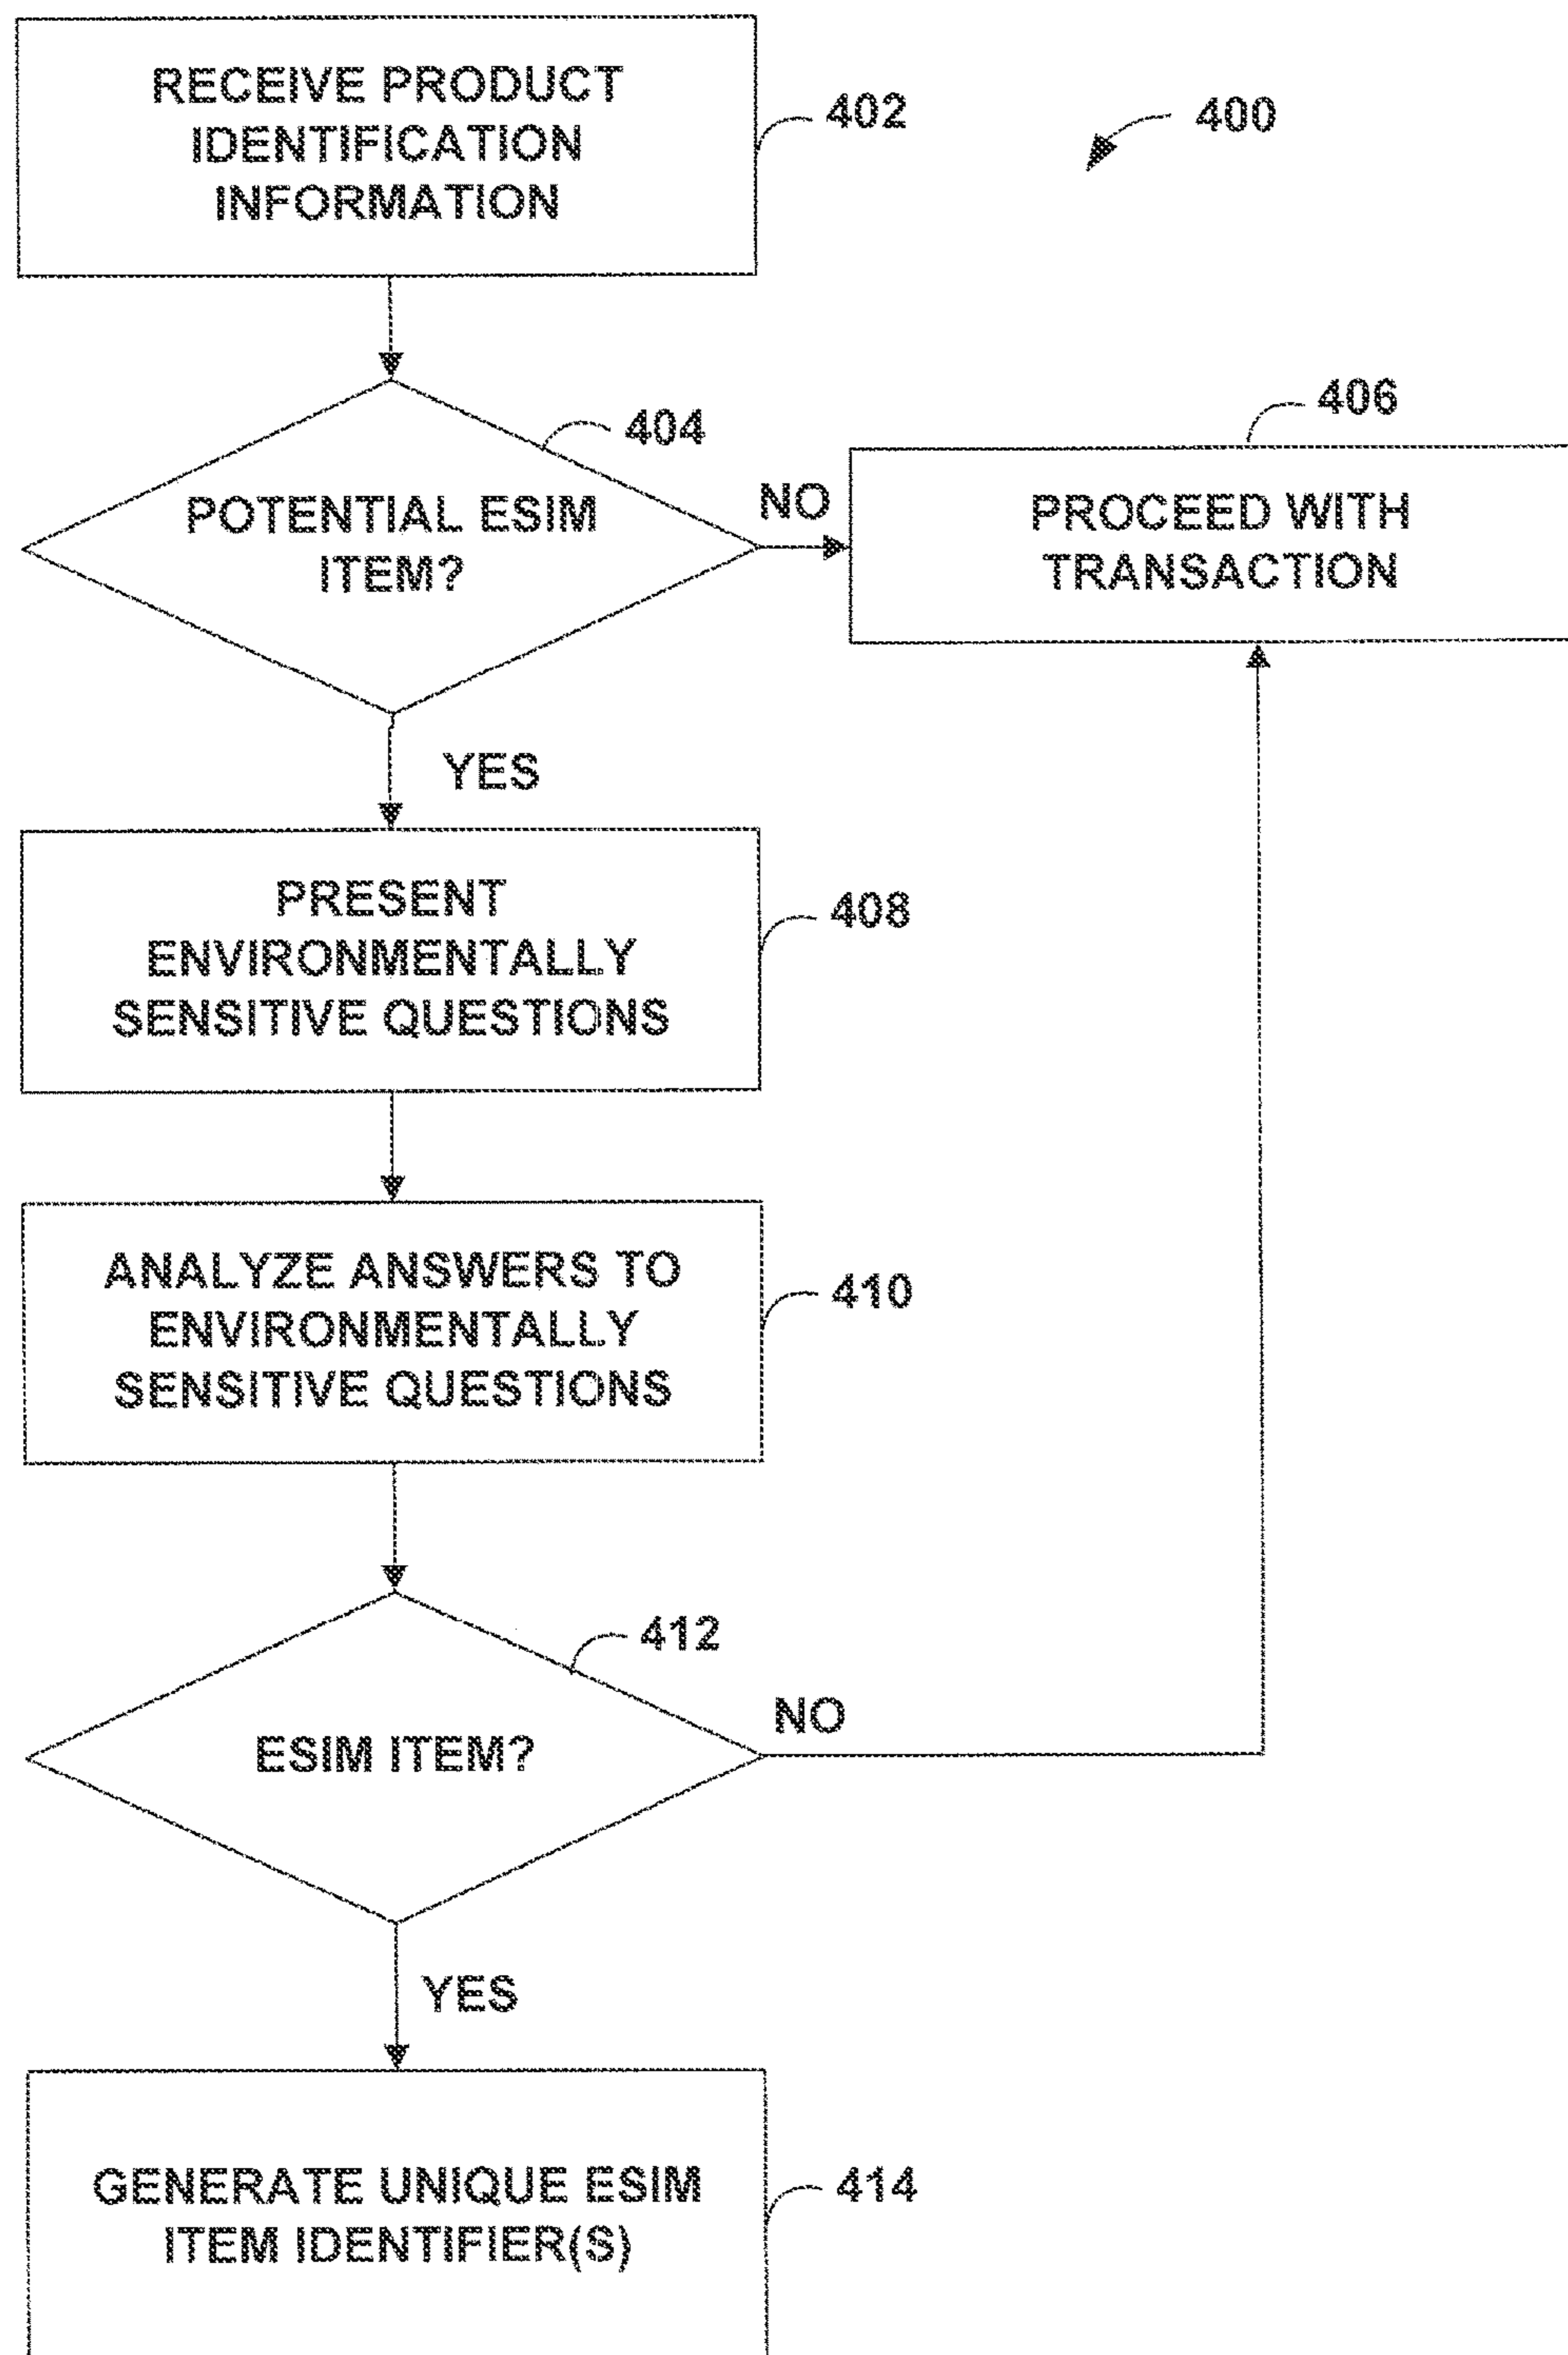 RECEIVE PRODUCT
IDENTIFICATION
INFORMATION
402
400
404
POTENTIAL ESIM
ITEM?
NO
406
PROCEED WITH
TRANSACTION
YES
PRESENT
ENVIRONMENTALLY
SENSITIVE QUESTIONS
408
ANALYZE ANSWERS TO
ENVIRONMENTALLY
SENSITIVE QUESTIONS
410
412
ESIM ITEM?
NO
YES
GENERATE UNIQUE ESIM
ITEM IDENTIFIER(S)
414